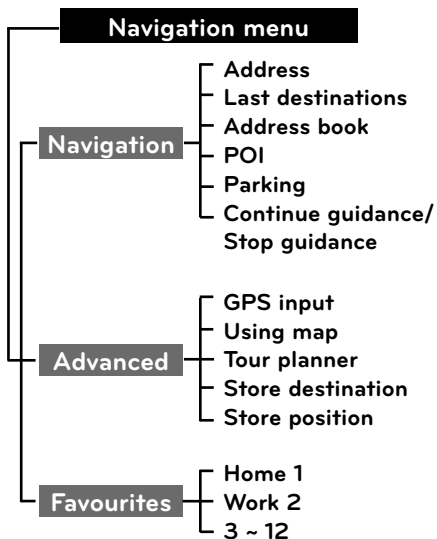 Navigation menu
Navigation
Address
Last destinations
Address book
POI
Parking
Continue guidance/
Stop guidance
Advanced
GPS input
Using map
Tour planner
Store destination
Store position
Favourites
Home 1
Work 2
3 ~ 12